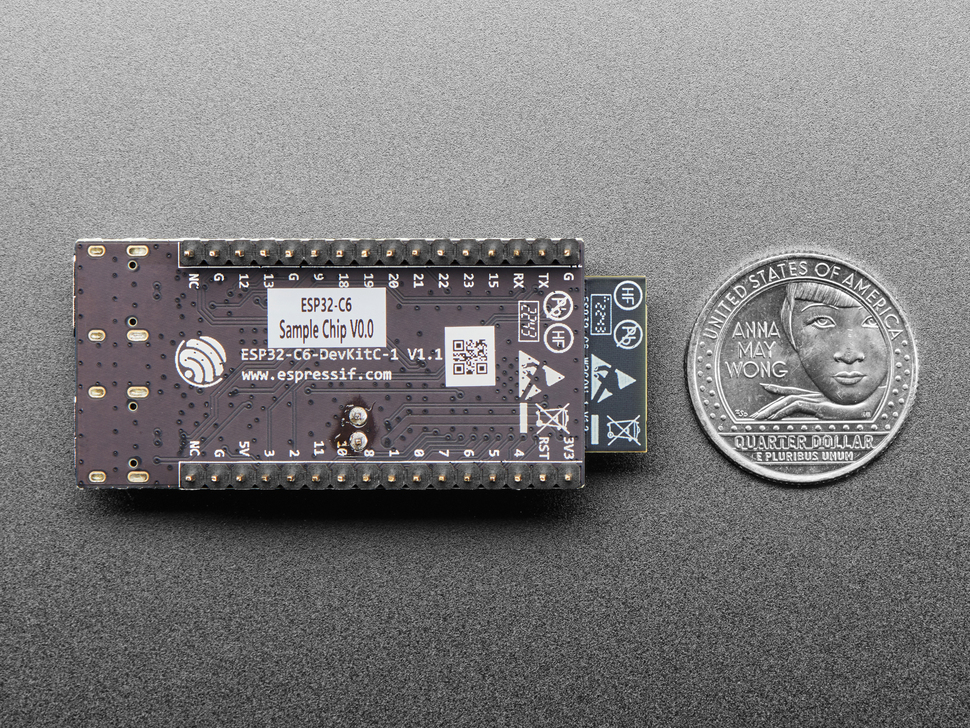 NC G 12 13 G 9 18 19 20 21 22 23 15 RX TX G
ESP32-C6
Sample Chip V0.0
ESP32-C6-DevKitC-1 V1.1
www.espressif.com
Pb
HF
HF
Pb
NC G 5V 3 2 11 10 8 1 0 7 6 5 4 RST 3V3
UNITED STATES OF AMERICA
ANNA
MAY
WONG
QUARTER DOLLAR
E PLURIBUS UNUM